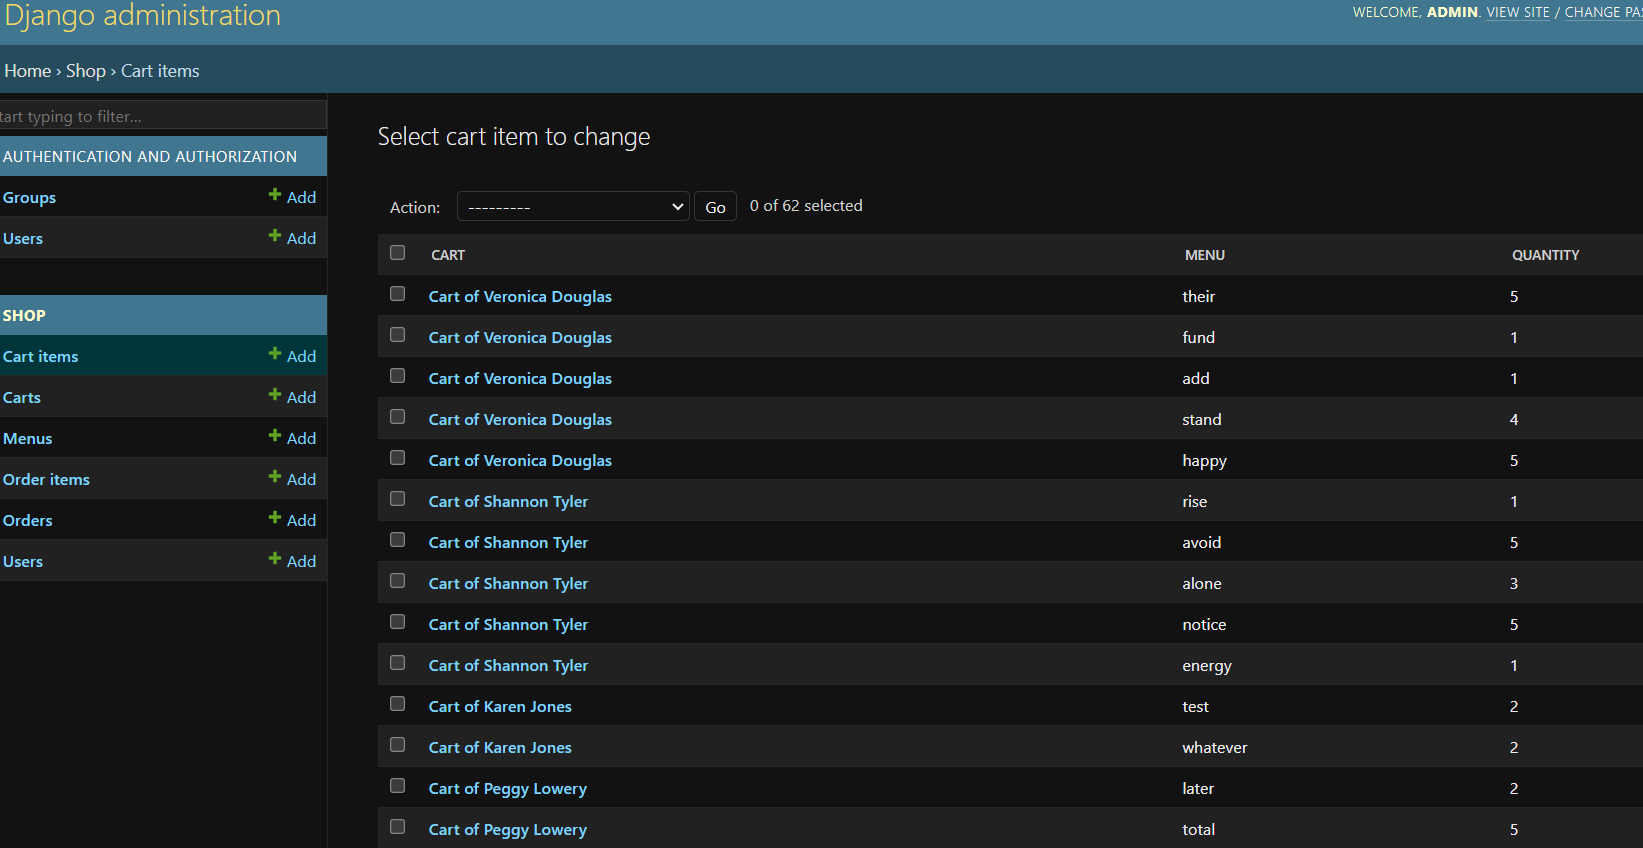 Django administration
WELCOME, ADMIN. VIEW SITE / CHANGE PAS
Home › Shop › Cart items
tart typing to filter...
AUTHENTICATION AND AUTHORIZATION
Groups + Add
Users + Add
SHOP
Cart items + Add
Carts + Add
Menus + Add
Order items + Add
Orders + Add
Users + Add
Select cart item to change
Action: --------- Go 0 of 62 selected
CART MENU QUANTITY
Cart of Veronica Douglas their 5
Cart of Veronica Douglas fund 1
Cart of Veronica Douglas add 1
Cart of Veronica Douglas stand 4
Cart of Veronica Douglas happy 5
Cart of Shannon Tyler rise 1
Cart of Shannon Tyler avoid 5
Cart of Shannon Tyler alone 3
Cart of Shannon Tyler notice 5
Cart of Shannon Tyler energy 1
Cart of Karen Jones test 2
Cart of Karen Jones whatever 2
Cart of Peggy Lowery later 2
Cart of Peggy Lowery total 5